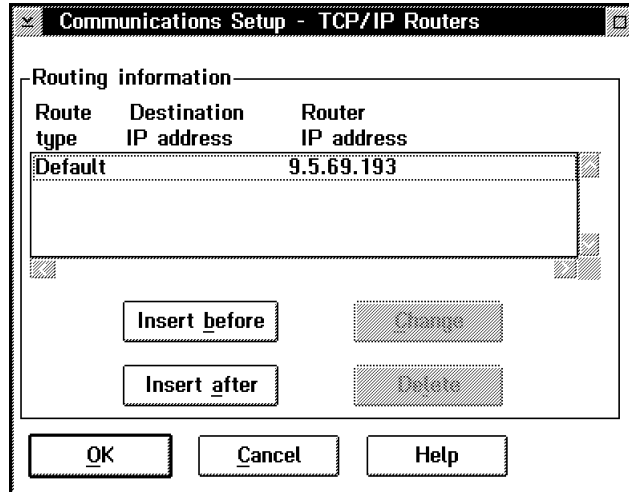 Communications Setup - TCP/IP Routers
Routing information
Route Destination Router
type IP address IP address
Default 9.5.69.193
Insert before Change
Insert after Delete
OK Cancel Help